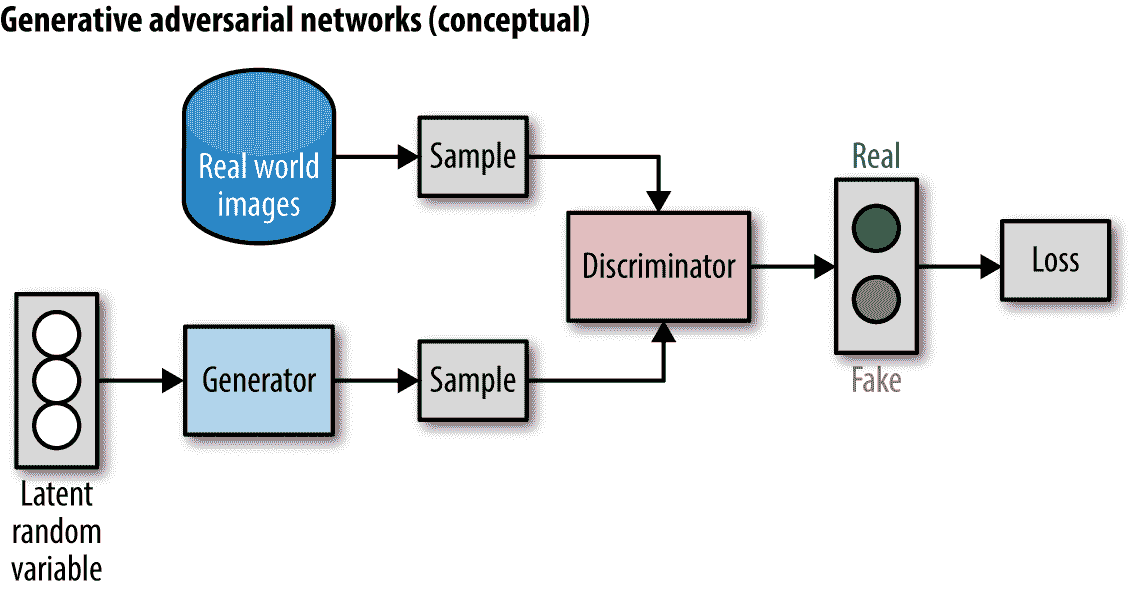 Generative adversarial networks (conceptual)
Real world
images
Sample
Real
Discriminator
Loss
Generator
Sample
Fake
Latent
random
variable